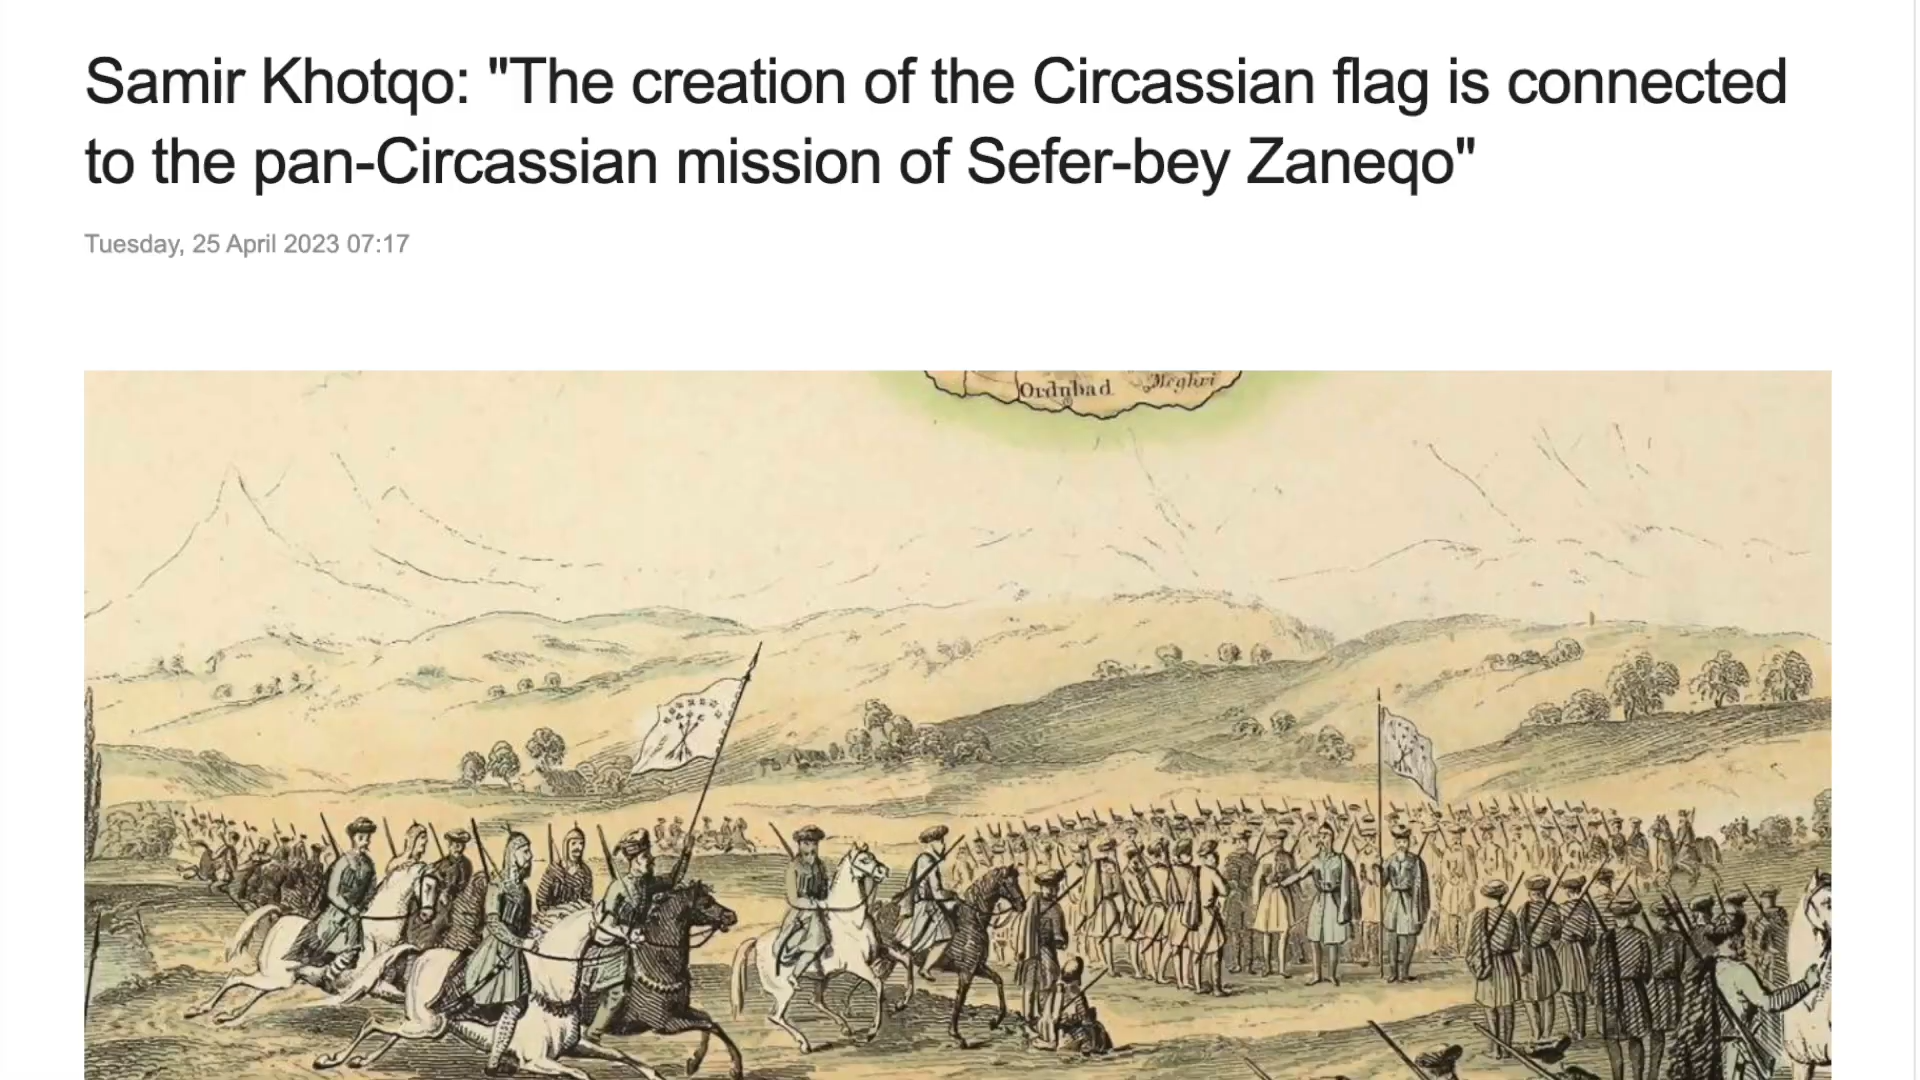 Samir Khotqo: "The creation of the Circassian flag is connected
to the pan-Circassian mission of Sefer-bey Zaneqo"
Tuesday, 25 April 2023 07:17
Ordubad
Meghri